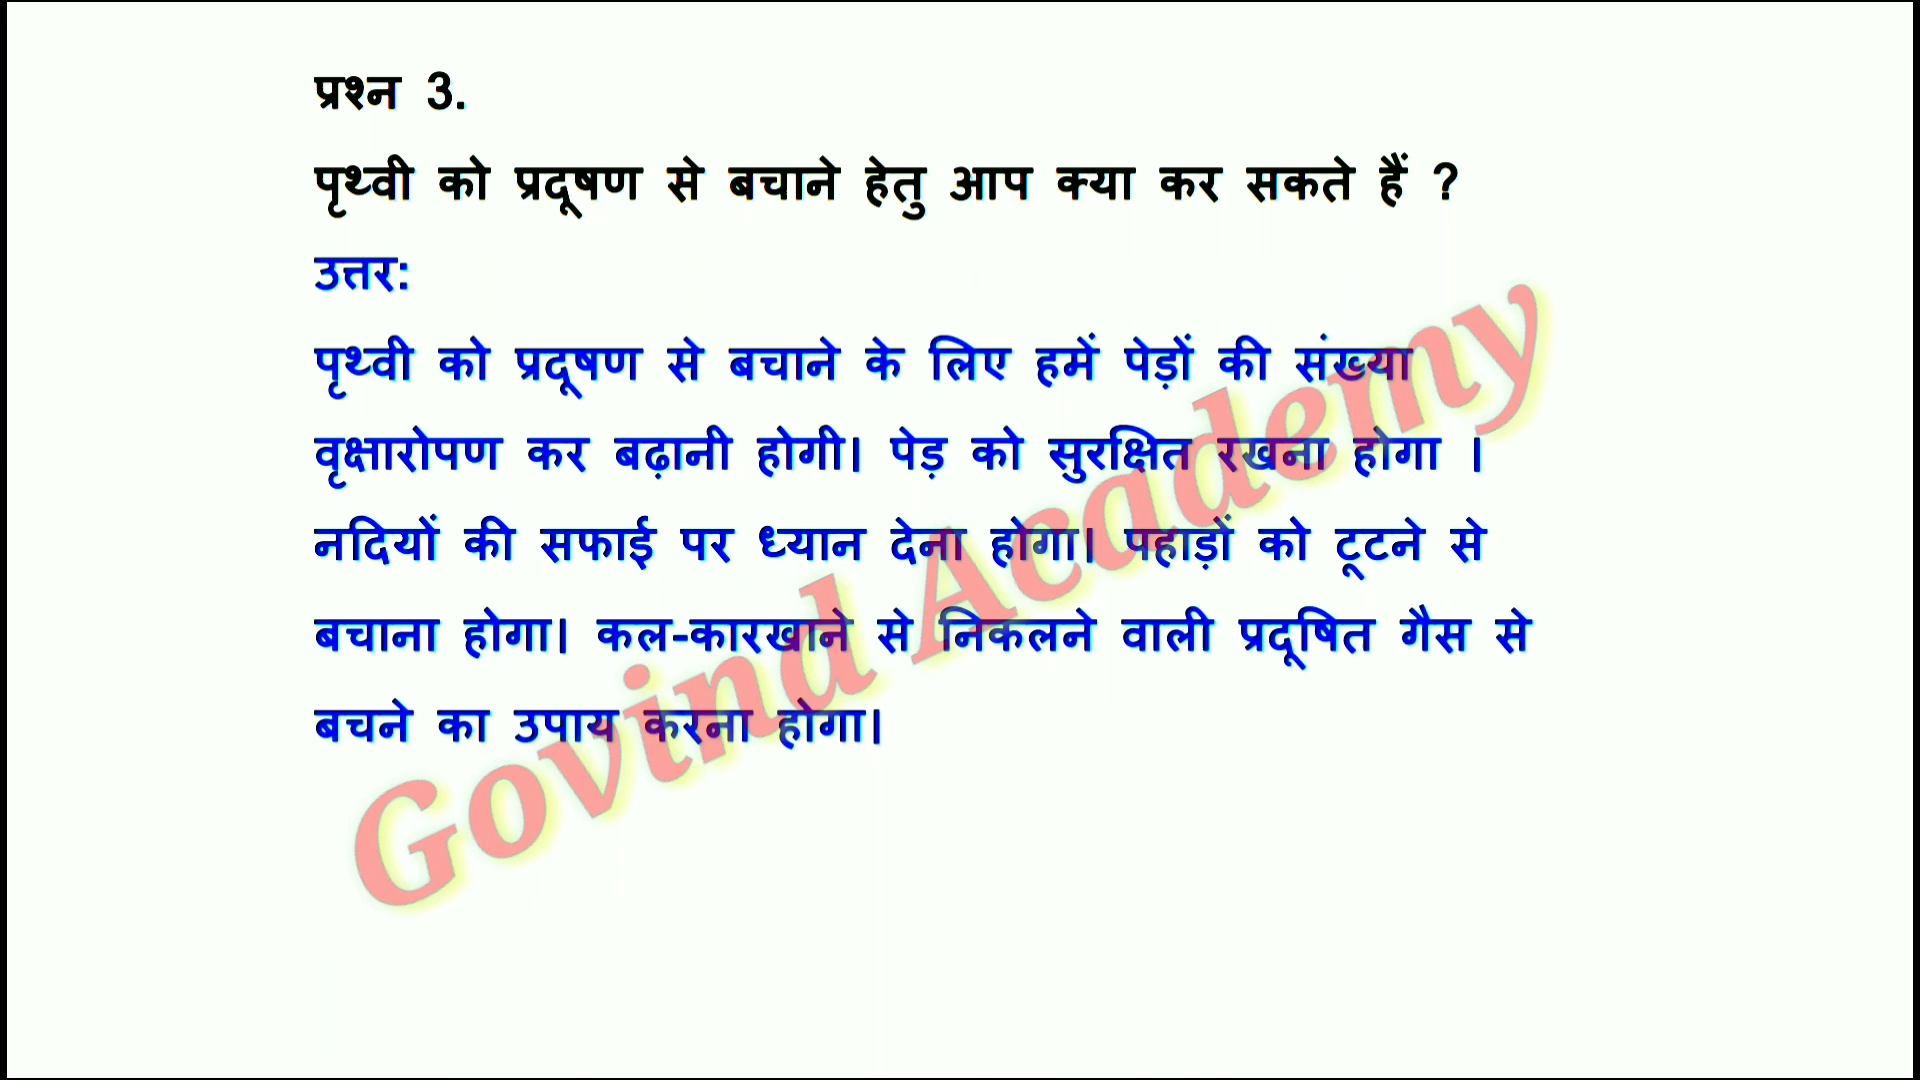 प्रश्न 3.
पृथ्वी को प्रदूषण से बचाने हेतु आप क्या कर सकते हैं ?
उत्तर:
पृथ्वी को प्रदूषण से बचाने के लिए हमें पेड़ों की संख्या
वृक्षारोपण कर बढ़ानी होगी। पेड़ को सुरक्षित रखना होगा ।
नदियों की सफाई पर ध्यान देना होगा। पहाड़ों को टूटने से
बचाना होगा। कल-कारखाने से निकलने वाली प्रदूषित गैस से
बचने का उपाय करना होगा।
Govind Academy